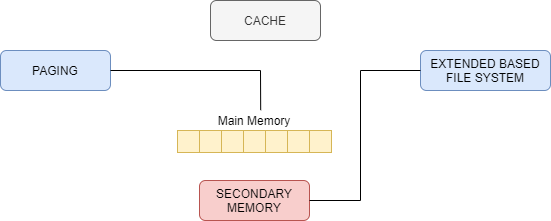 CACHE
PAGING
EXTENDED BASED
FILE SYSTEM
Main Memory
SECONDARY
MEMORY